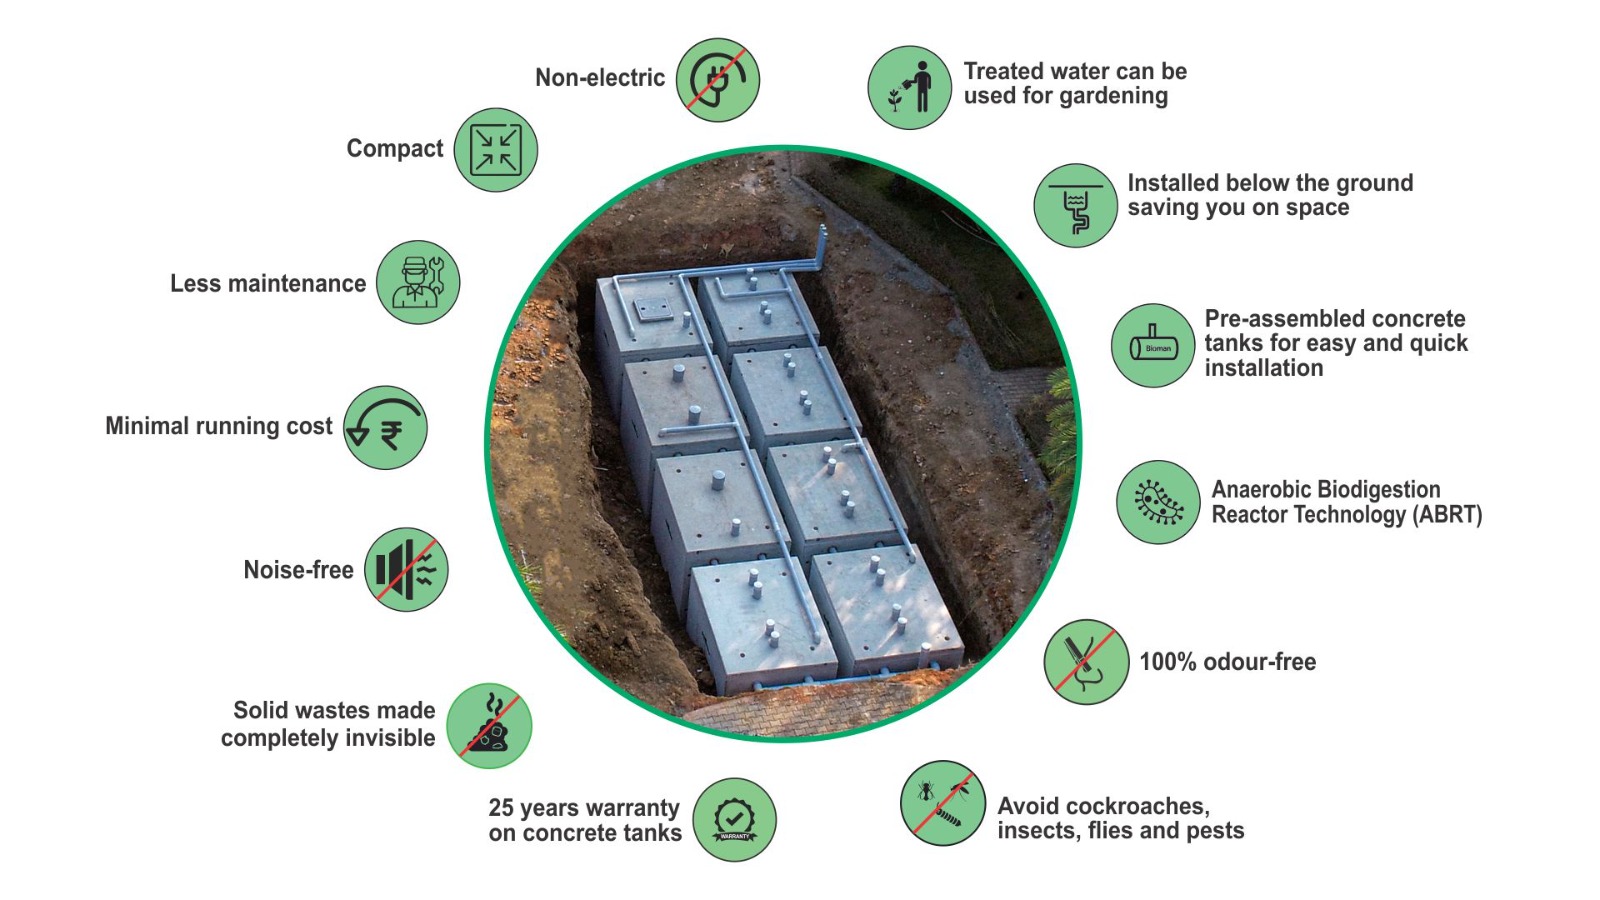 Non-electric
Treated water can be
used for gardening
Compact
Installed below the ground
saving you on space
Less maintenance
Pre-assembled concrete
tanks for easy and quick
installation
Bioman
Minimal running cost
₹
Anaerobic Biodigestion
Reactor Technology (ABRT)
Noise-free
100% odour-free
Solid wastes made
completely invisible
25 years warranty
on concrete tanks
WARRANTY
Avoid cockroaches,
insects, flies and pests